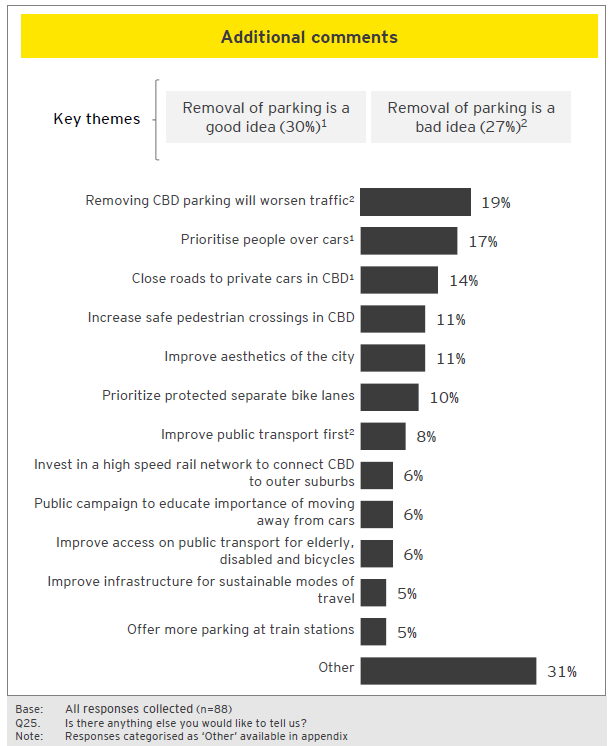 Additional comments
Key themes
Removal of parking is a
good idea (30%)¹
Removal of parking is a
bad idea (27%)²
Removing CBD parking will worsen traffic² 19%
Prioritise people over cars¹ 17%
Close roads to private cars in CBD¹ 14%
Increase safe pedestrian crossings in CBD 11%
Improve aesthetics of the city 11%
Prioritize protected separate bike lanes 10%
Improve public transport first² 8%
Invest in a high speed rail network to connect CBD
to outer suburbs 6%
Public campaign to educate importance of moving
away from cars 6%
Improve access on public transport for elderly,
disabled and bicycles 6%
Improve infrastructure for sustainable modes of
travel 5%
Offer more parking at train stations 5%
Other 31%
Base: All responses collected (n=88)
Q25. Is there anything else you would like to tell us?
Note: Responses categorised as ‘Other’ available in appendix